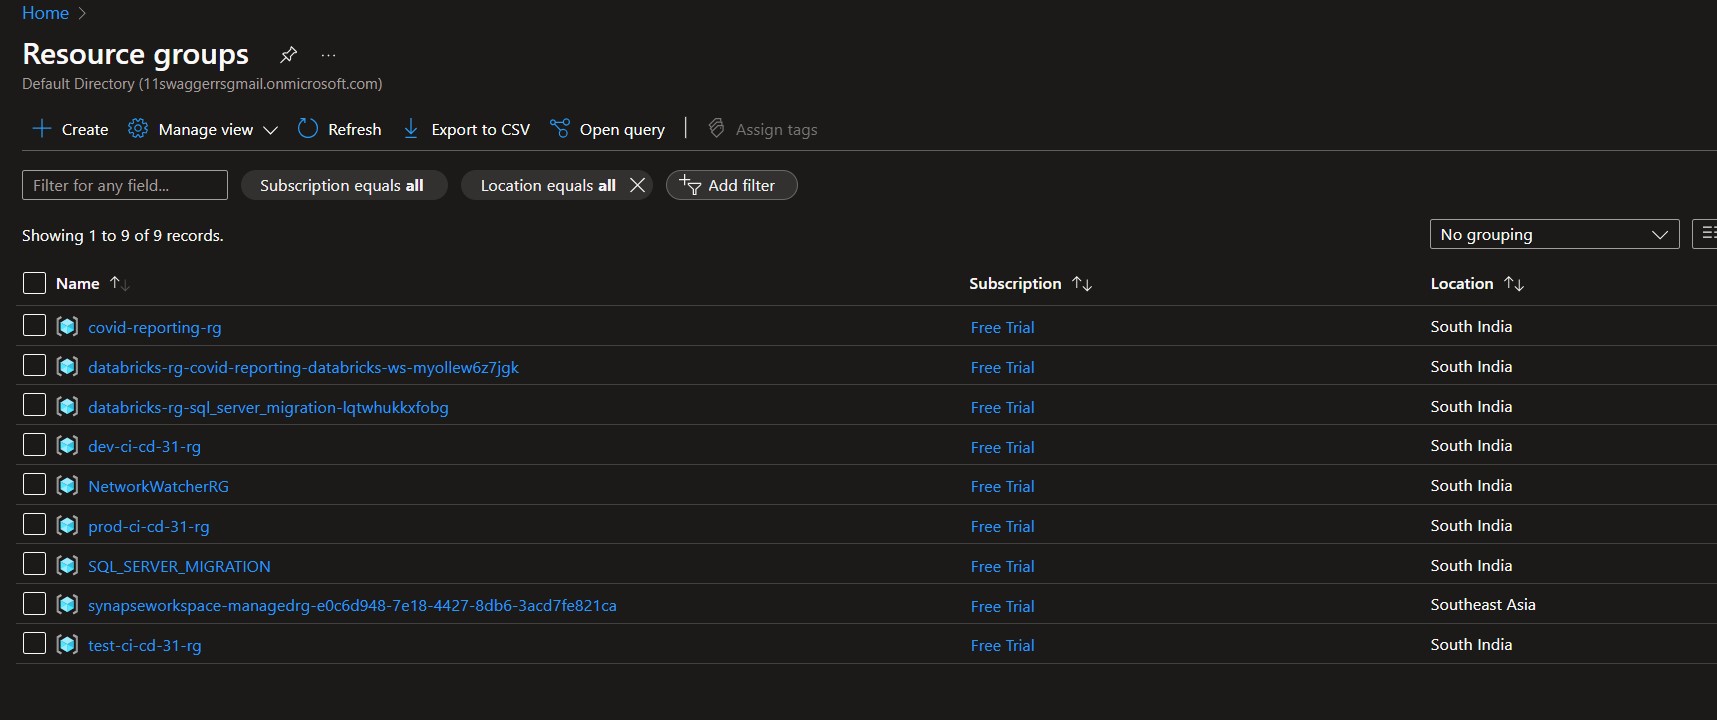 Home
Resource groups
Default Directory (11swaggerrsgmail.onmicrosoft.com)
Create Manage view Refresh Export to CSV Open query Assign tags
Filter for any field... Subscription equals all Location equals all Add filter
Showing 1 to 9 of 9 records. No grouping
Name Subscription Location
covid-reporting-rg Free Trial South India
databricks-rg-covid-reporting-databricks-ws-myollew6z7jgk Free Trial South India
databricks-rg-sql_server_migration-lqtwhukkxfobg Free Trial South India
dev-ci-cd-31-rg Free Trial South India
NetworkWatcherRG Free Trial South India
prod-ci-cd-31-rg Free Trial South India
SQL_SERVER_MIGRATION Free Trial South India
synapseworkspace-managedrg-e0c6d948-7e18-4427-8db6-3acd7fe821ca Free Trial Southeast Asia
test-ci-cd-31-rg Free Trial South India